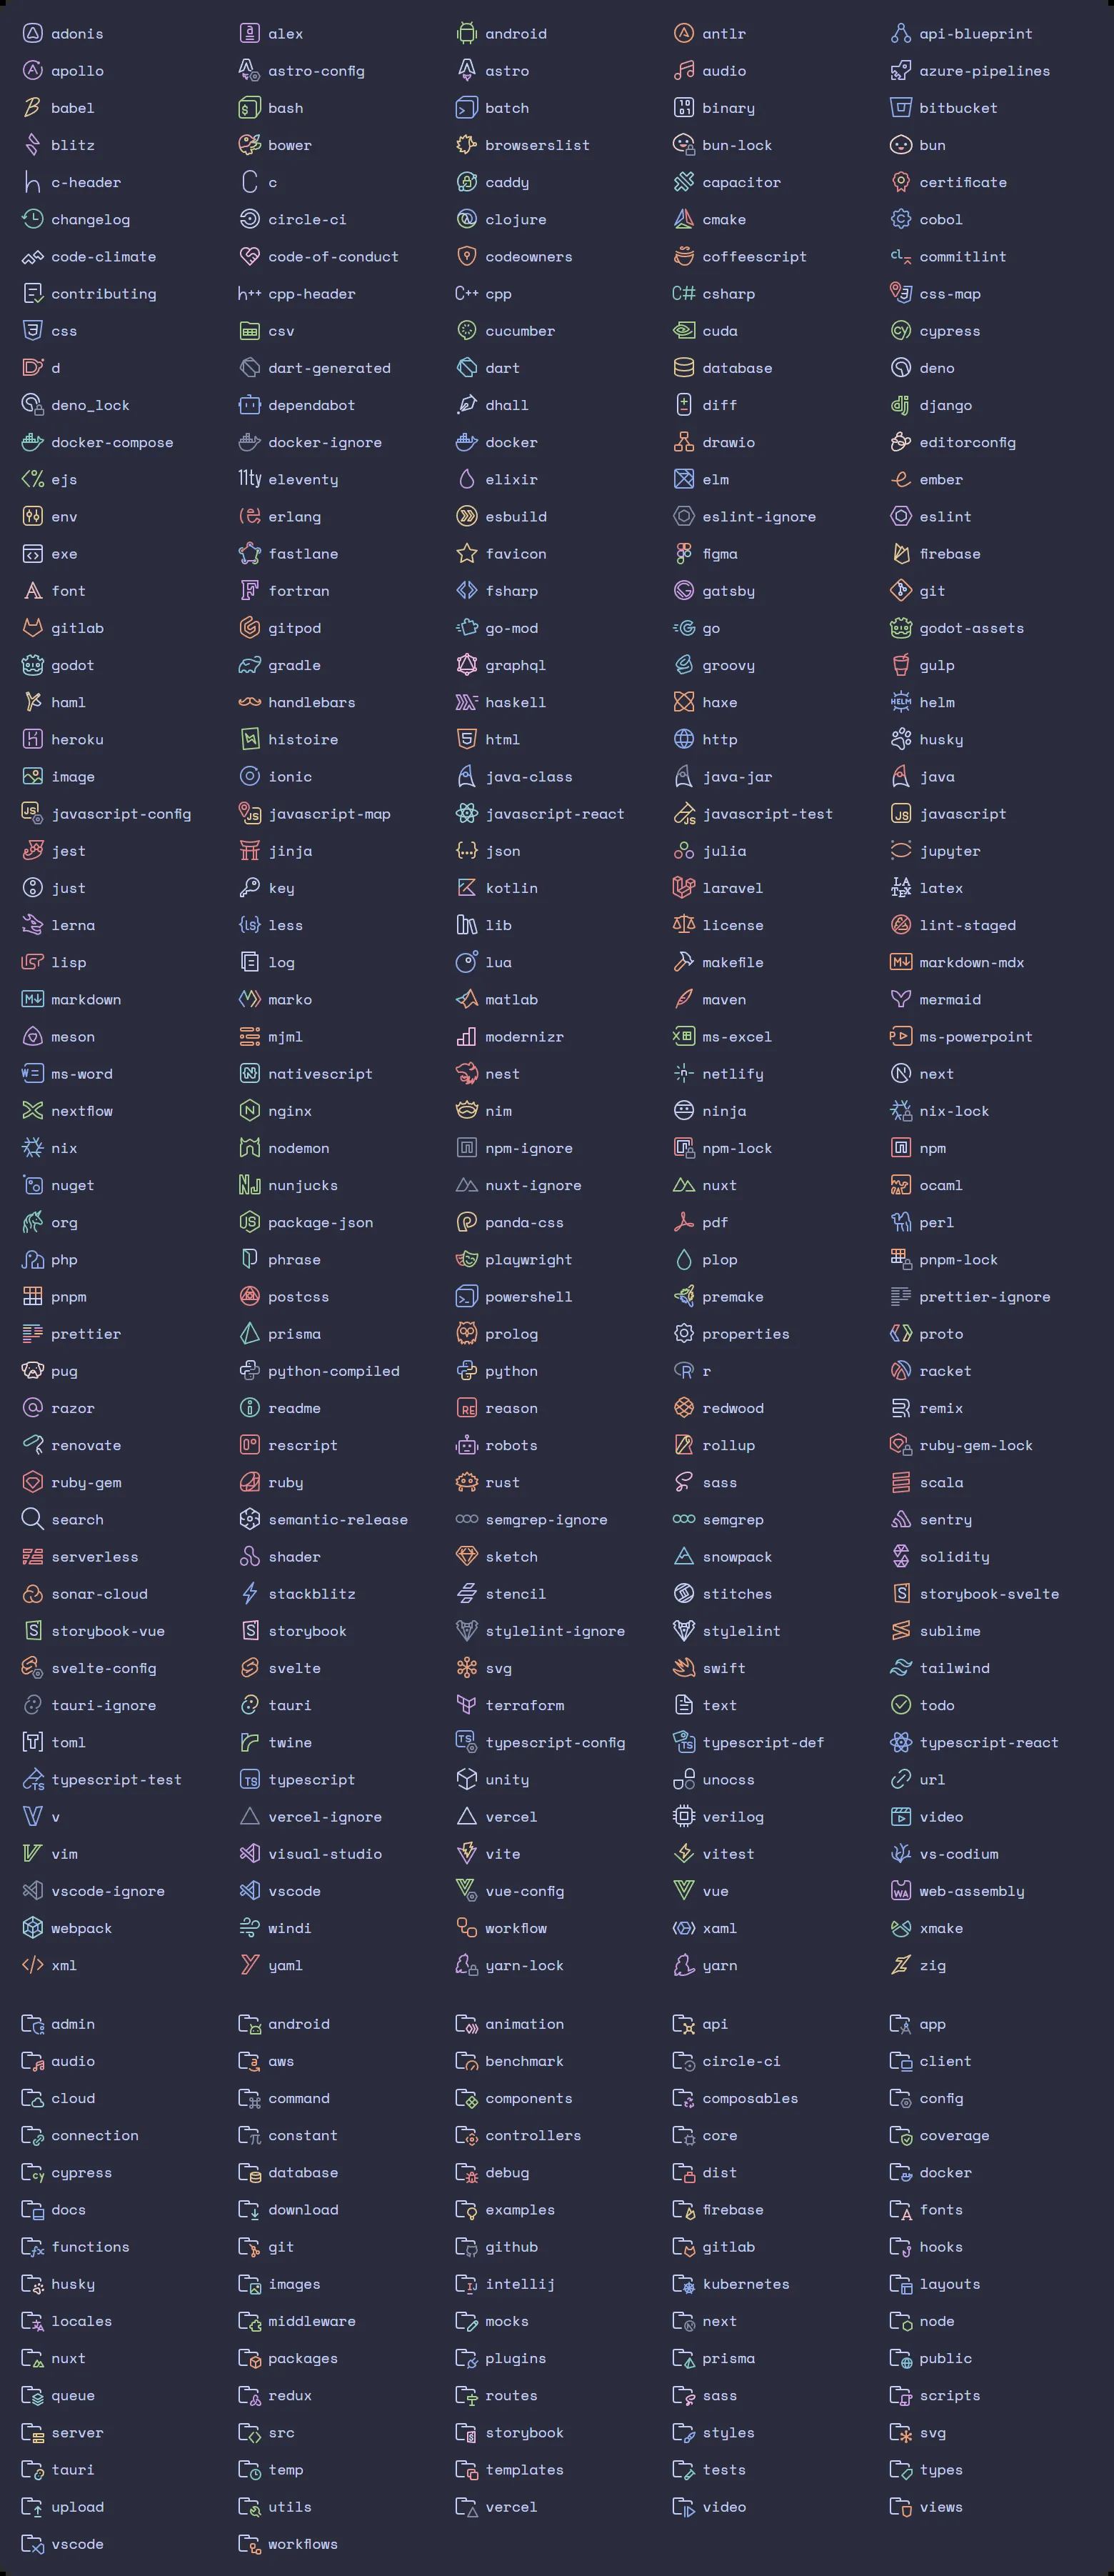 adonis alex android antlr api-blueprint
apollo astro-config astro audio azure-pipelines
babel bash batch binary bitbucket
blitz bower browserslist bun-lock bun
c-header c caddy capacitor certificate
changelog circle-ci clojure cmake cobol
code-climate code-of-conduct codeowners coffeescript commitlint
contributing cpp-header cpp csharp css-map
css csv cucumber cuda cypress
d dart-generated dart database deno
deno_lock dependabot dhall diff django
docker-compose docker-ignore docker drawio editorconfig
ejs eleventy elixir elm ember
env erlang esbuild eslint-ignore eslint
exe fastlane favicon figma firebase
font fortran fsharp gatsby git
gitlab gitpod go-mod go godot-assets
godot gradle graphql groovy gulp
haml handlebars haskell haxe helm
heroku histoire html http husky
image ionic java-class java-jar java
javascript-config javascript-map javascript-react javascript-test javascript
jest jinja json julia jupyter
just key kotlin laravel latex
lerna less lib license lint-staged
lisp log lua makefile markdown-mdx
markdown marko matlab maven mermaid
meson mjml modernizr ms-excel ms-powerpoint
ms-word nativescript nest netlify next
nextflow nginx nim ninja nix-lock
nix nodemon npm-ignore npm-lock npm
nuget nunjucks nuxt-ignore nuxt ocaml
org package-json panda-css pdf perl
php phrase playwright plop pnpm-lock
pnpm postcss powershell premake prettier-ignore
prettier prisma prolog properties proto
pug python-compiled python r racket
razor readme reason redwood remix
renovate rescript robots rollup ruby-gem-lock
ruby-gem ruby rust sass scala
search semantic-release semgrep-ignore semgrep sentry
serverless shader sketch snowpack solidity
sonar-cloud stackblitz stencil stitches storybook-svelte
storybook-vue storybook stylelint-ignore stylelint sublime
svelte-config svelte svg swift tailwind
tauri-ignore tauri terraform text todo
toml twine typescript-config typescript-def typescript-react
typescript-test typescript unity unocss url
v vercel-ignore vercel verilog video
vim visual-studio vite vitest vs-codium
vscode-ignore vscode vue-config vue web-assembly
webpack windi workflow xaml xmake
xml yaml yarn-lock yarn zig
admin android animation api app
audio aws benchmark circle-ci client
cloud command components composables config
connection constant controllers core coverage
cypress database debug dist docker
docs download examples firebase fonts
functions git github gitlab hooks
husky images intellij kubernetes layouts
locales middleware mocks next node
nuxt packages plugins prisma public
queue redux routes sass scripts
server src storybook styles svg
tauri temp templates tests types
upload utils vercel video views
vscode workflows